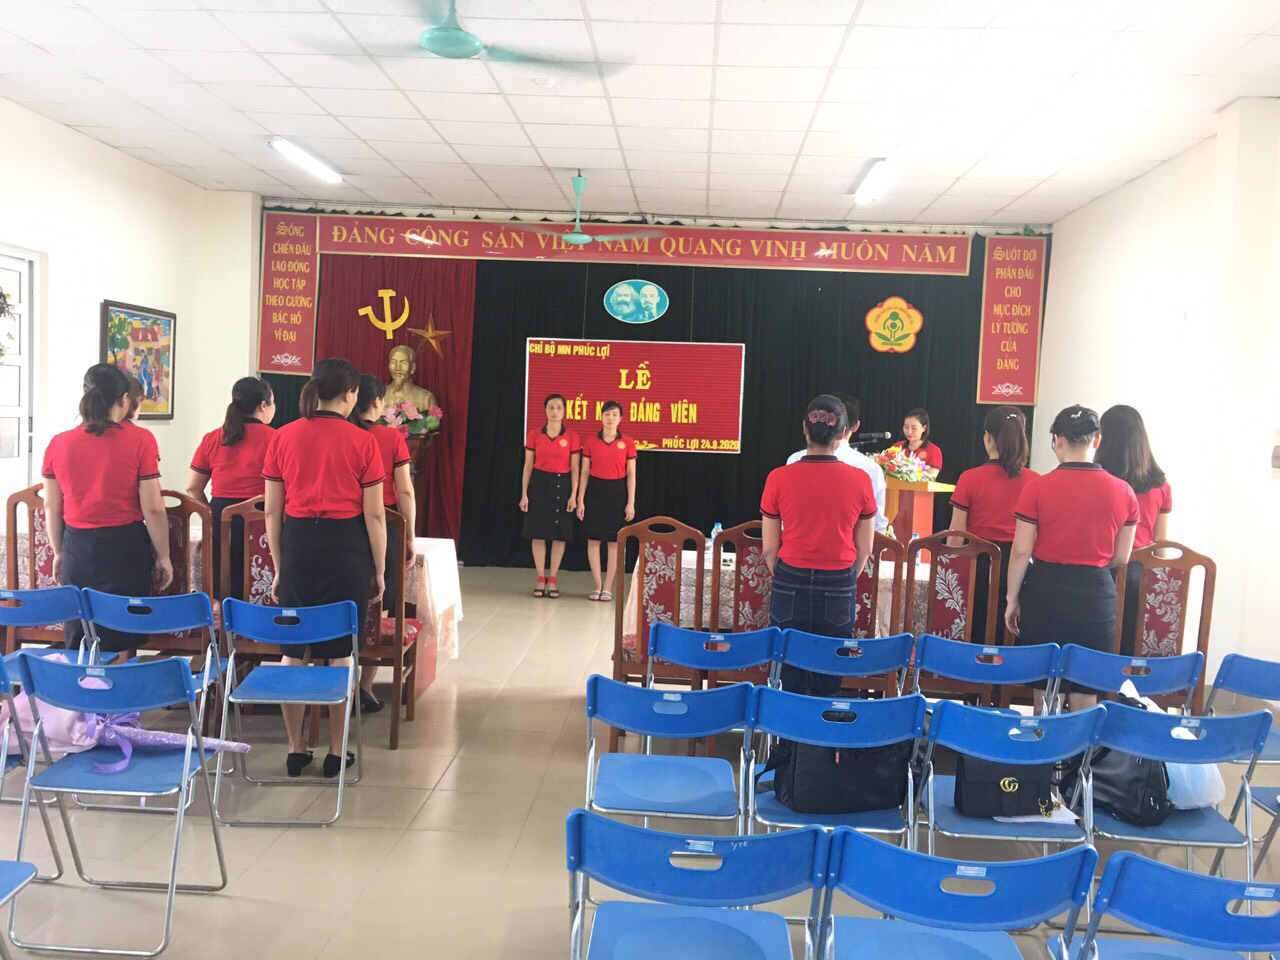 ĐẢNG CỘNG SẢN VIỆT NAM QUANG VINH MUÔN NĂM
SỐNG
CHIẾN ĐẤU
LAO ĐỘNG
HỌC TẬP
THEO GƯƠNG
BÁC HỒ
VĨ ĐẠI
SUỐT ĐỜI
PHẤN ĐẤU
CHO
MỤC ĐÍCH
LÝ TƯỞNG
CỦA
ĐẢNG
CHI BỘ MN PHÚC LỢI
LỄ
KẾT N ĐẢNG VIÊN
PHÚC LỢI 24.8.2020
YTE